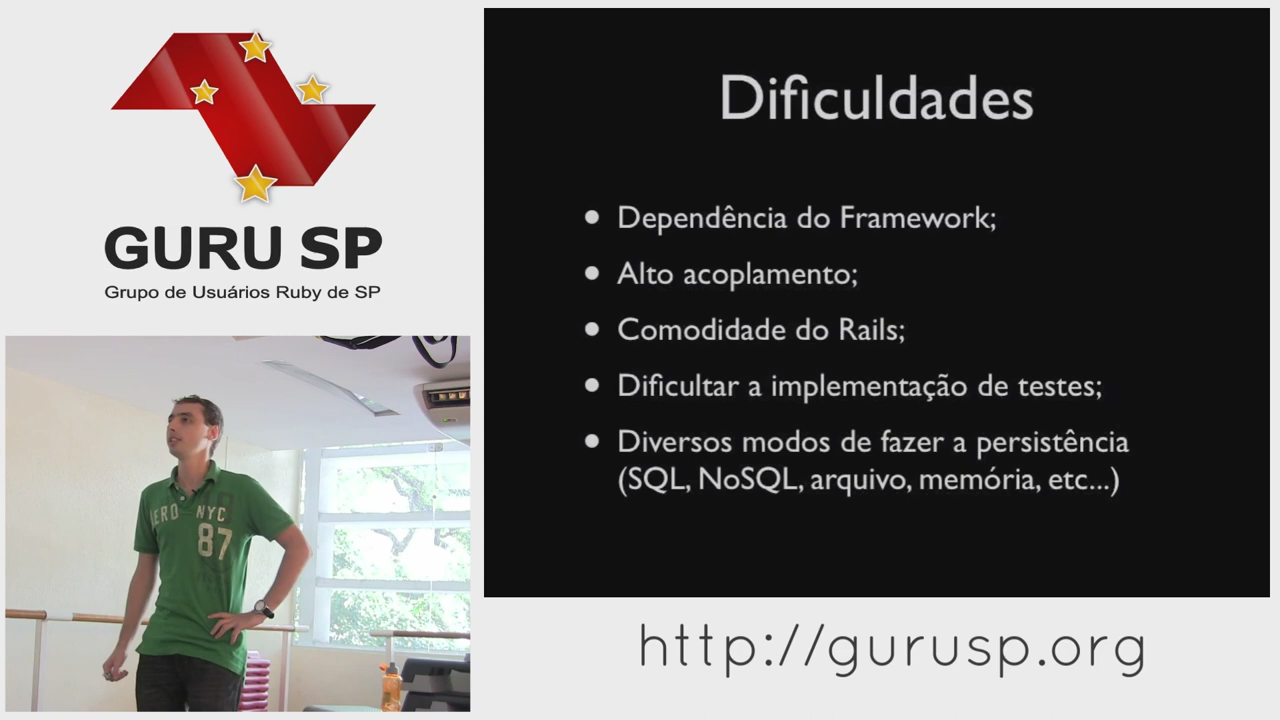 GURU SP
Grupo de Usuários Ruby de SP
Dificuldades
• Dependência do Framework;
• Alto acoplamento;
• Comodidade do Rails;
• Dificultar a implementação de testes;
• Diversos modos de fazer a persistência
(SQL, NoSQL, arquivo, memória, etc...)
AERO NYC
87
http://gurusp.org